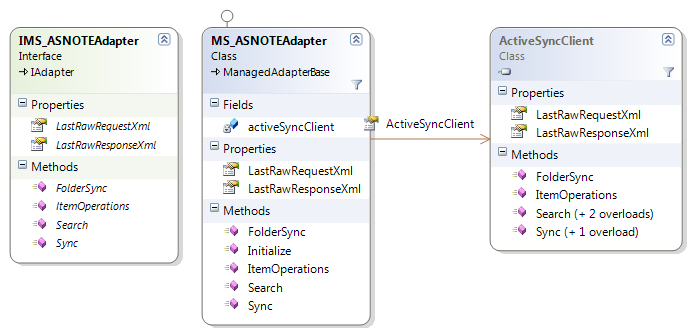 IMS_ASNOTEAdapter
Interface
IAdapter
Properties
LastRawRequestXml
LastRawResponseXml
Methods
FolderSync
ItemOperations
Search
Sync
MS_ASNOTEAdapter
Class
ManagedAdapterBase
Fields
activeSyncClient
Properties
LastRawRequestXml
LastRawResponseXml
Methods
FolderSync
Initialize
ItemOperations
Search
Sync
ActiveSyncClient
ActiveSyncClient
Class
Properties
LastRawRequestXml
LastRawResponseXml
Methods
FolderSync
ItemOperations
Search (+ 2 overloads)
Sync (+ 1 overload)